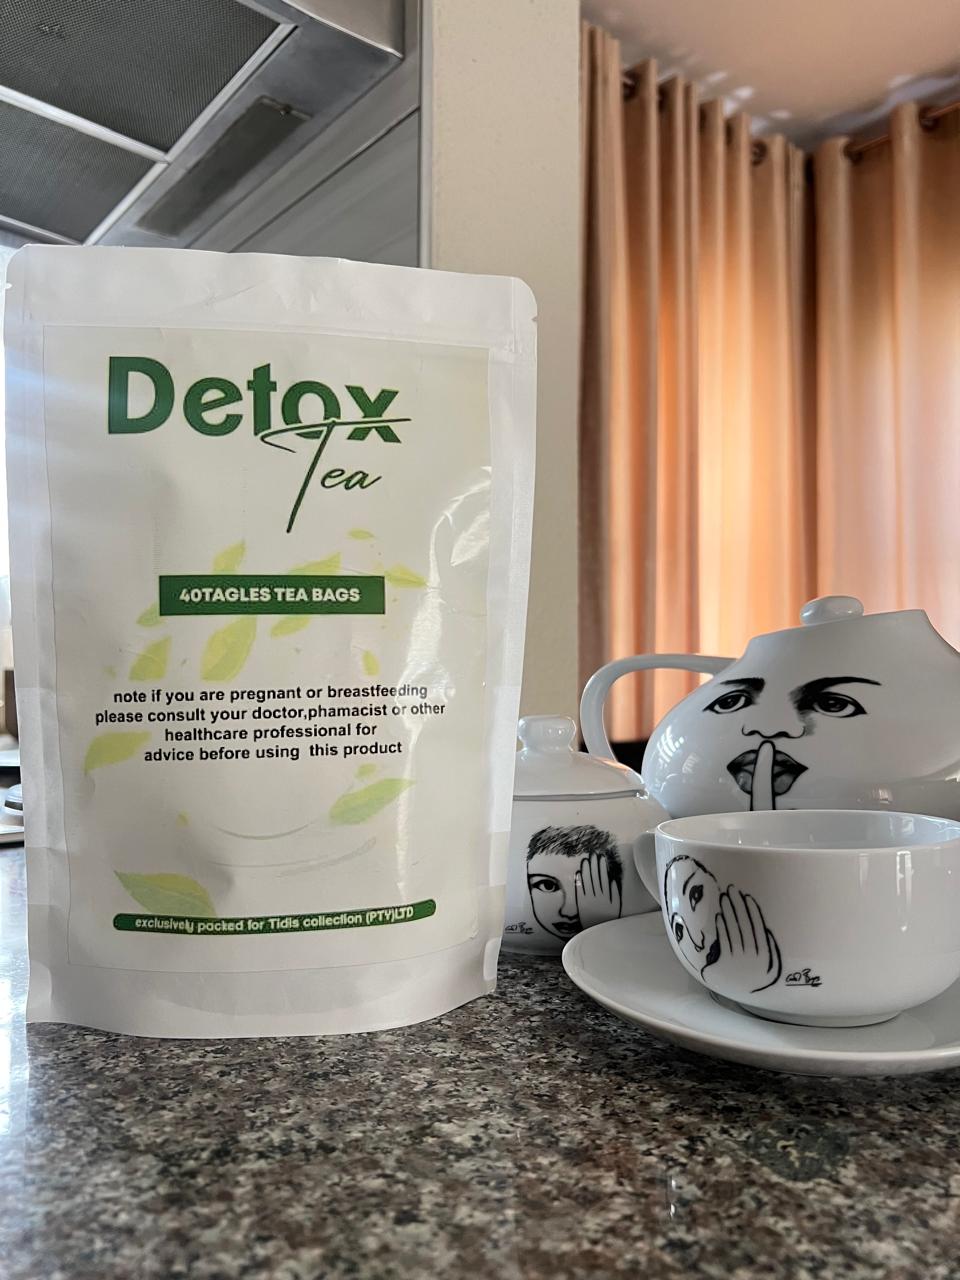 Detox
Tea
40TAGLES TEA BAGS
note if you are pregnant or breastfeeding
please consult your doctor,phamacist or other
healthcare professional for
advice before using this product
exclusively packed for Tidis collection (PTY)LTD